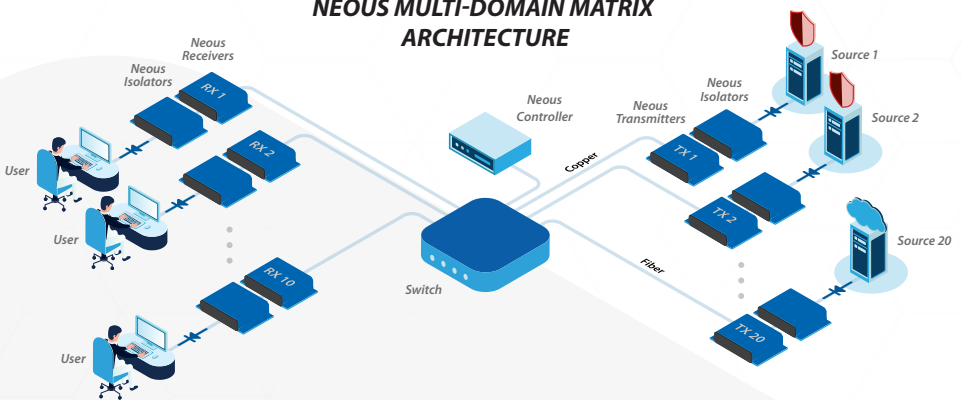 NEOUS MULTI-DOMAIN MATRIX
ARCHITECTURE
Neous
Receivers
Neous
Isolators
RX 1
RX 2
RX 10
User
User
User
Neous
Controller
Switch
Copper
Fiber
Neous
Transmitters
Neous
Isolators
TX 1
TX 2
TX 20
Source 1
Source 2
Source 20